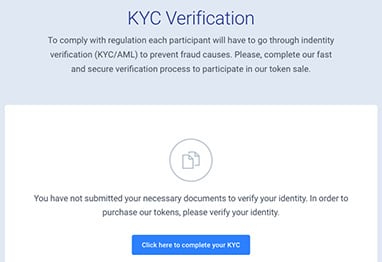 KYC Verification
To comply with regulation each participant will have to go through indentity
verification (KYC/AML) to prevent fraud causes. Please, complete our fast
and secure verification process to participate in our token sale.
You have not submitted your necessary documents to verify your identity. In order to
purchase our tokens, please verify your identity.
Click here to complete your KYC